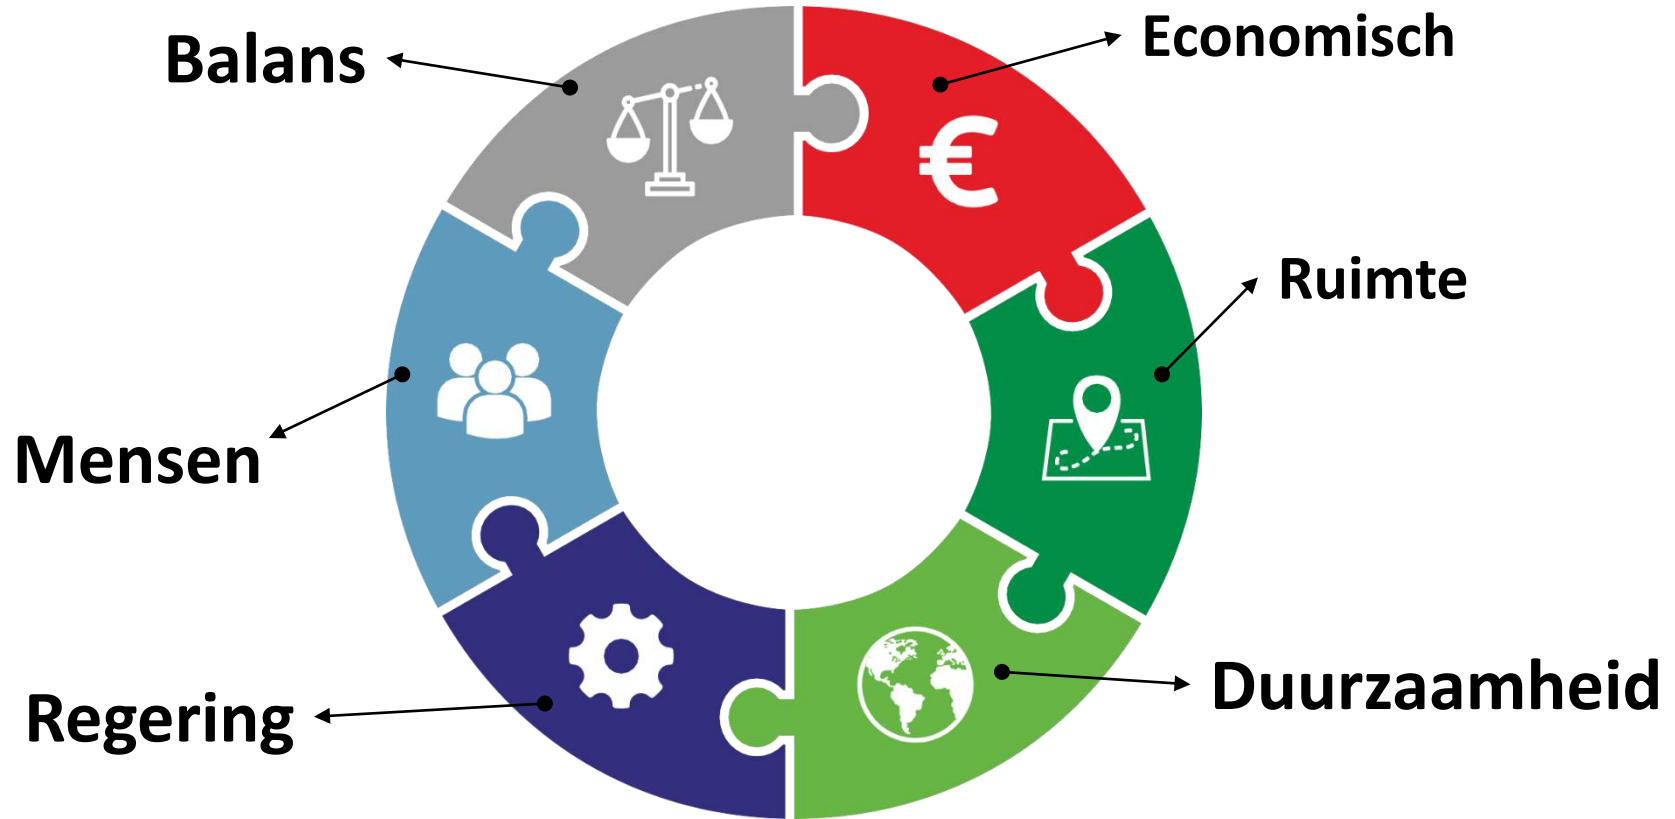 Balans
Economisch
Ruimte
Mensen
Regering
Duurzaamheid
€